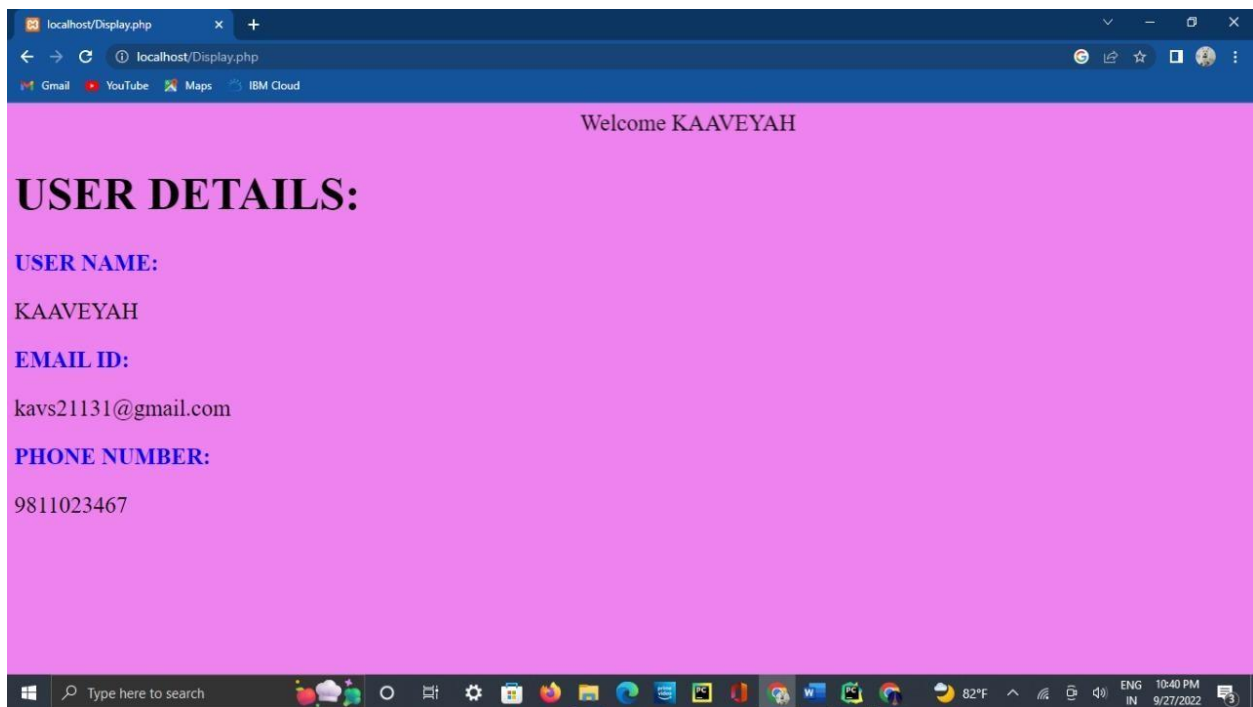 localhost/Display.php
localhost/Display.php
Gmail YouTube Maps IBM Cloud
Welcome KAAVEYAH
USER DETAILS:
USER NAME:
KAAVEYAH
EMAIL ID:
kavs21131@gmail.com
PHONE NUMBER:
9811023467
Type here to search
82°F
ENG 10:40 PM
IN 9/27/2022